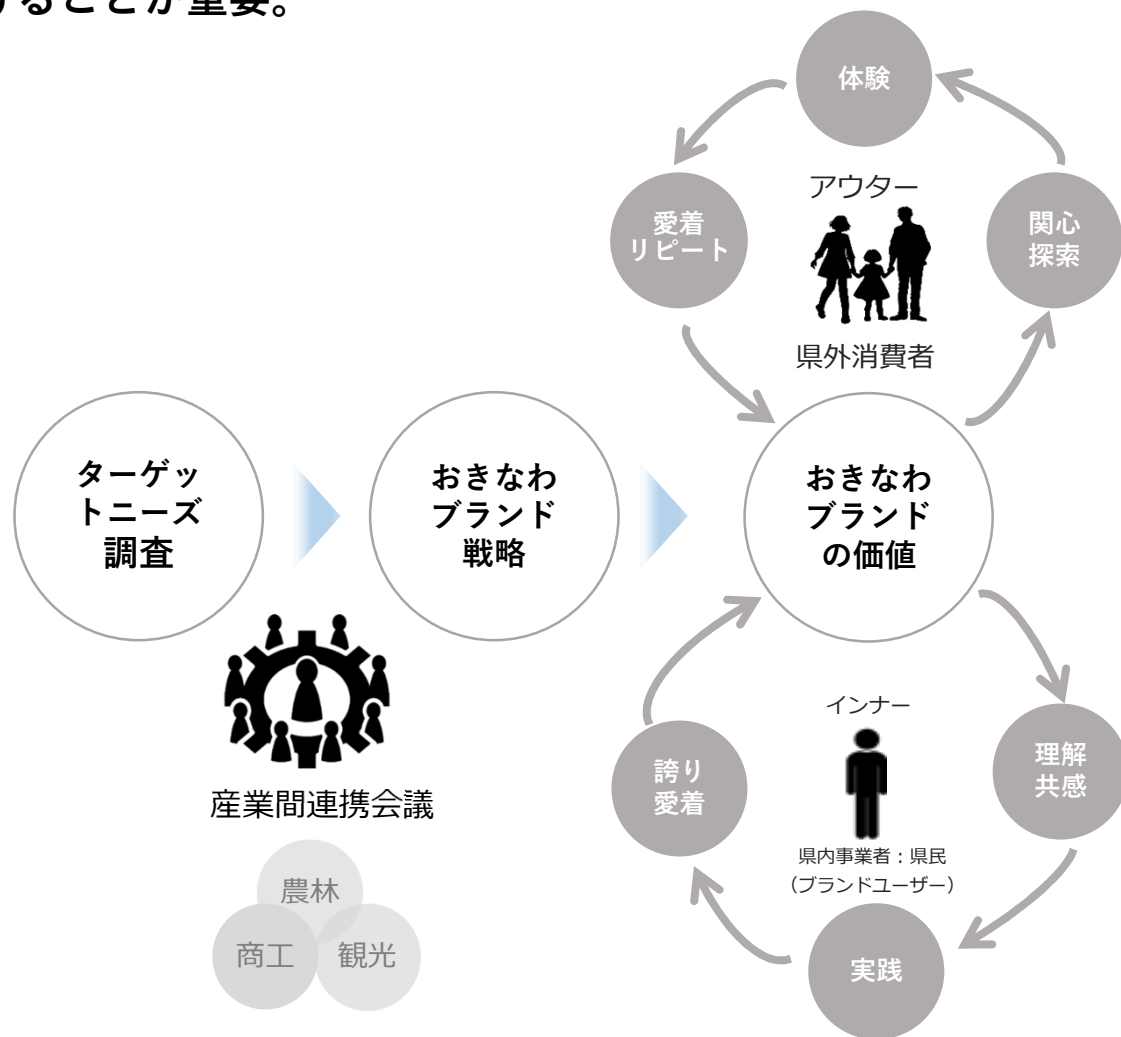 することが重要。
体験
アウター
愛着
リピート
関心
探索
県外消費者
ターゲッ
トニーズ
調査
おきなわ
ブランド
戦略
おきなわ
ブランド
の価値
産業間連携会議
農林
商工
観光
インナー
誇り
愛着
理解
共感
県内事業者：県民
（ブランドユーザー）
実践